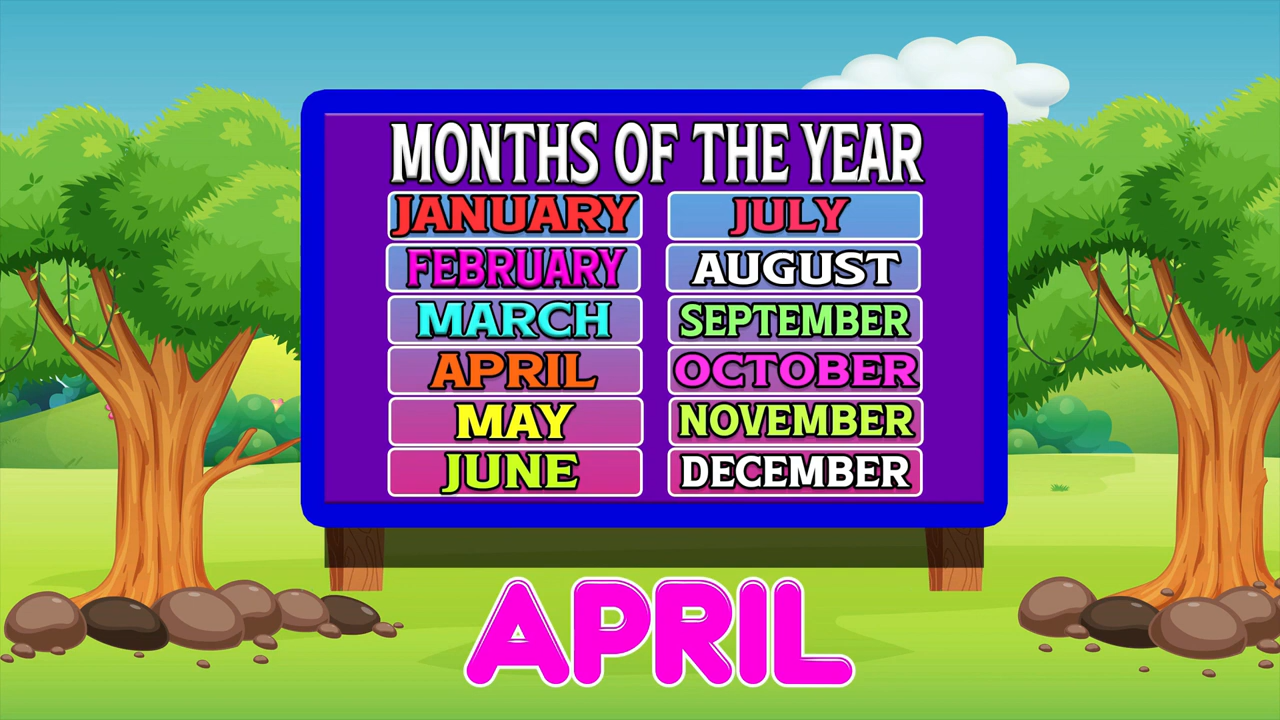 MONTHS OF THE YEAR
JANUARY
FEBRUARY
MARCH
APRIL
MAY
JUNE
JULY
AUGUST
SEPTEMBER
OCTOBER
NOVEMBER
DECEMBER
APRIL